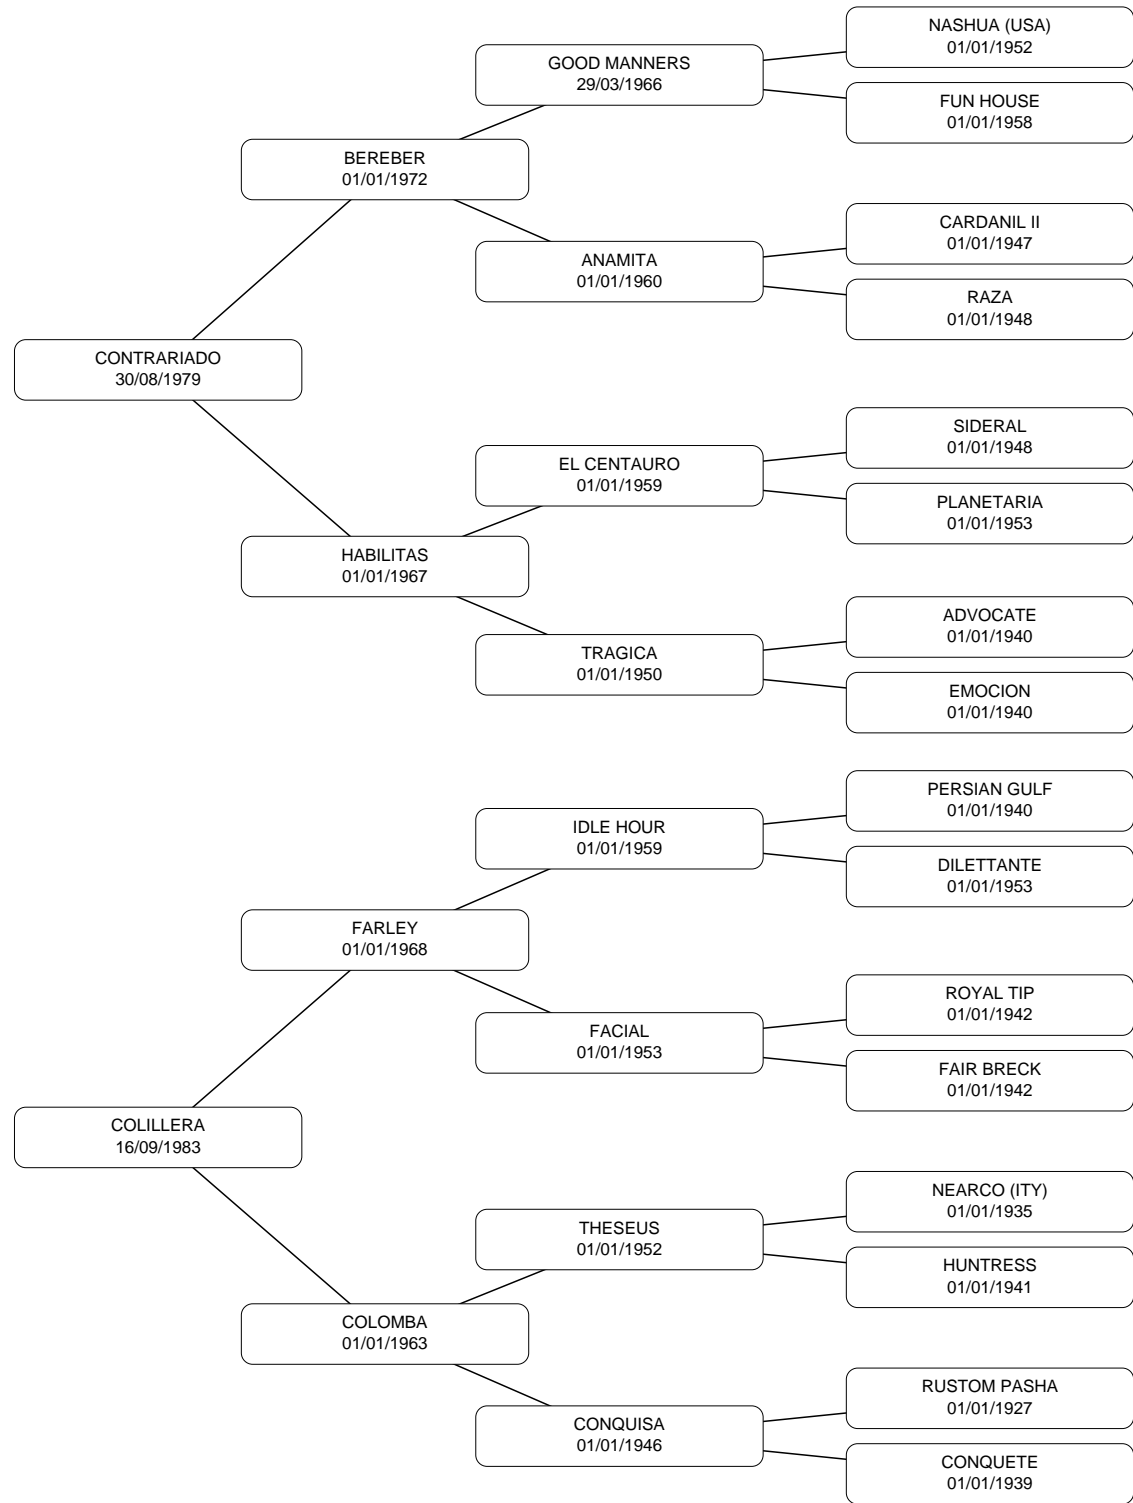 NASHUA (USA)
01/01/1952
GOOD MANNERS
29/03/1966
FUN HOUSE
01/01/1958
BEREBER
01/01/1972
CARDANIL II
01/01/1947
ANAMITA
01/01/1960
RAZA
01/01/1948
CONTRARIADO
30/08/1979
SIDERAL
01/01/1948
EL CENTAURO
01/01/1959
PLANETARIA
01/01/1953
HABILITAS
01/01/1967
ADVOCATE
01/01/1940
TRAGICA
01/01/1950
EMOCION
01/01/1940
PERSIAN GULF
01/01/1940
IDLE HOUR
01/01/1959
DILETTANTE
01/01/1953
FARLEY
01/01/1968
ROYAL TIP
01/01/1942
FACIAL
01/01/1953
FAIR BRECK
01/01/1942
COLILLERA
16/09/1983
NEARCO (ITY)
01/01/1935
THESEUS
01/01/1952
HUNTRESS
01/01/1941
COLOMBA
01/01/1963
RUSTOM PASHA
01/01/1927
CONQUISA
01/01/1946
CONQUETE
01/01/1939